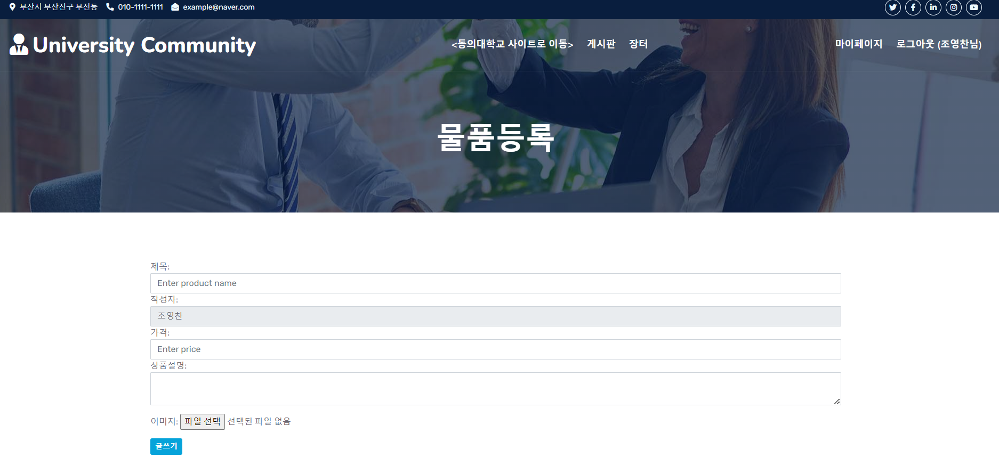 부산시 부산진구 부전동 010-1111-1111 example@naver.com
University Community <동의대학교 사이트로 이동> 게시판 장터 마이페이지 로그아웃 (조영찬님)
물품등록
제목:
Enter product name
작성자:
조영찬
가격:
Enter price
상품설명:
이미지: 파일 선택 선택된 파일 없음
글쓰기